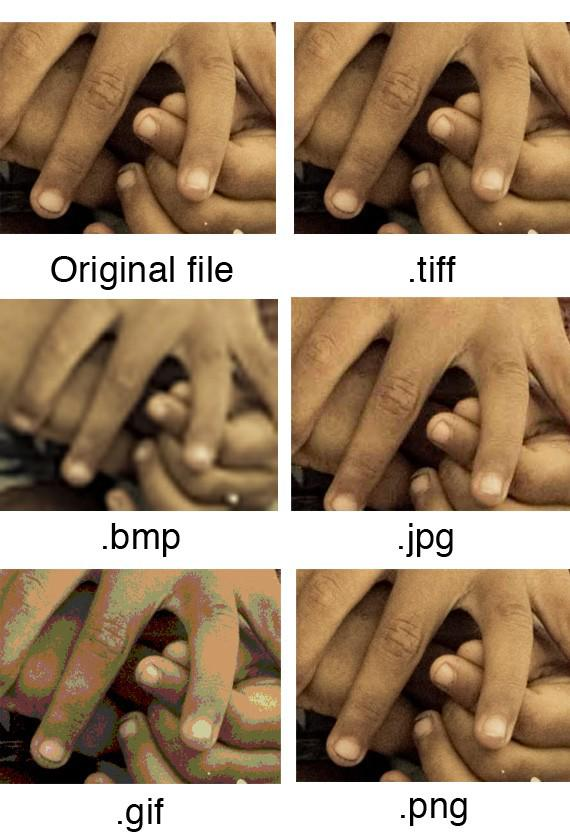 Original file
.tiff
.bmp
.jpg
.gif
.png